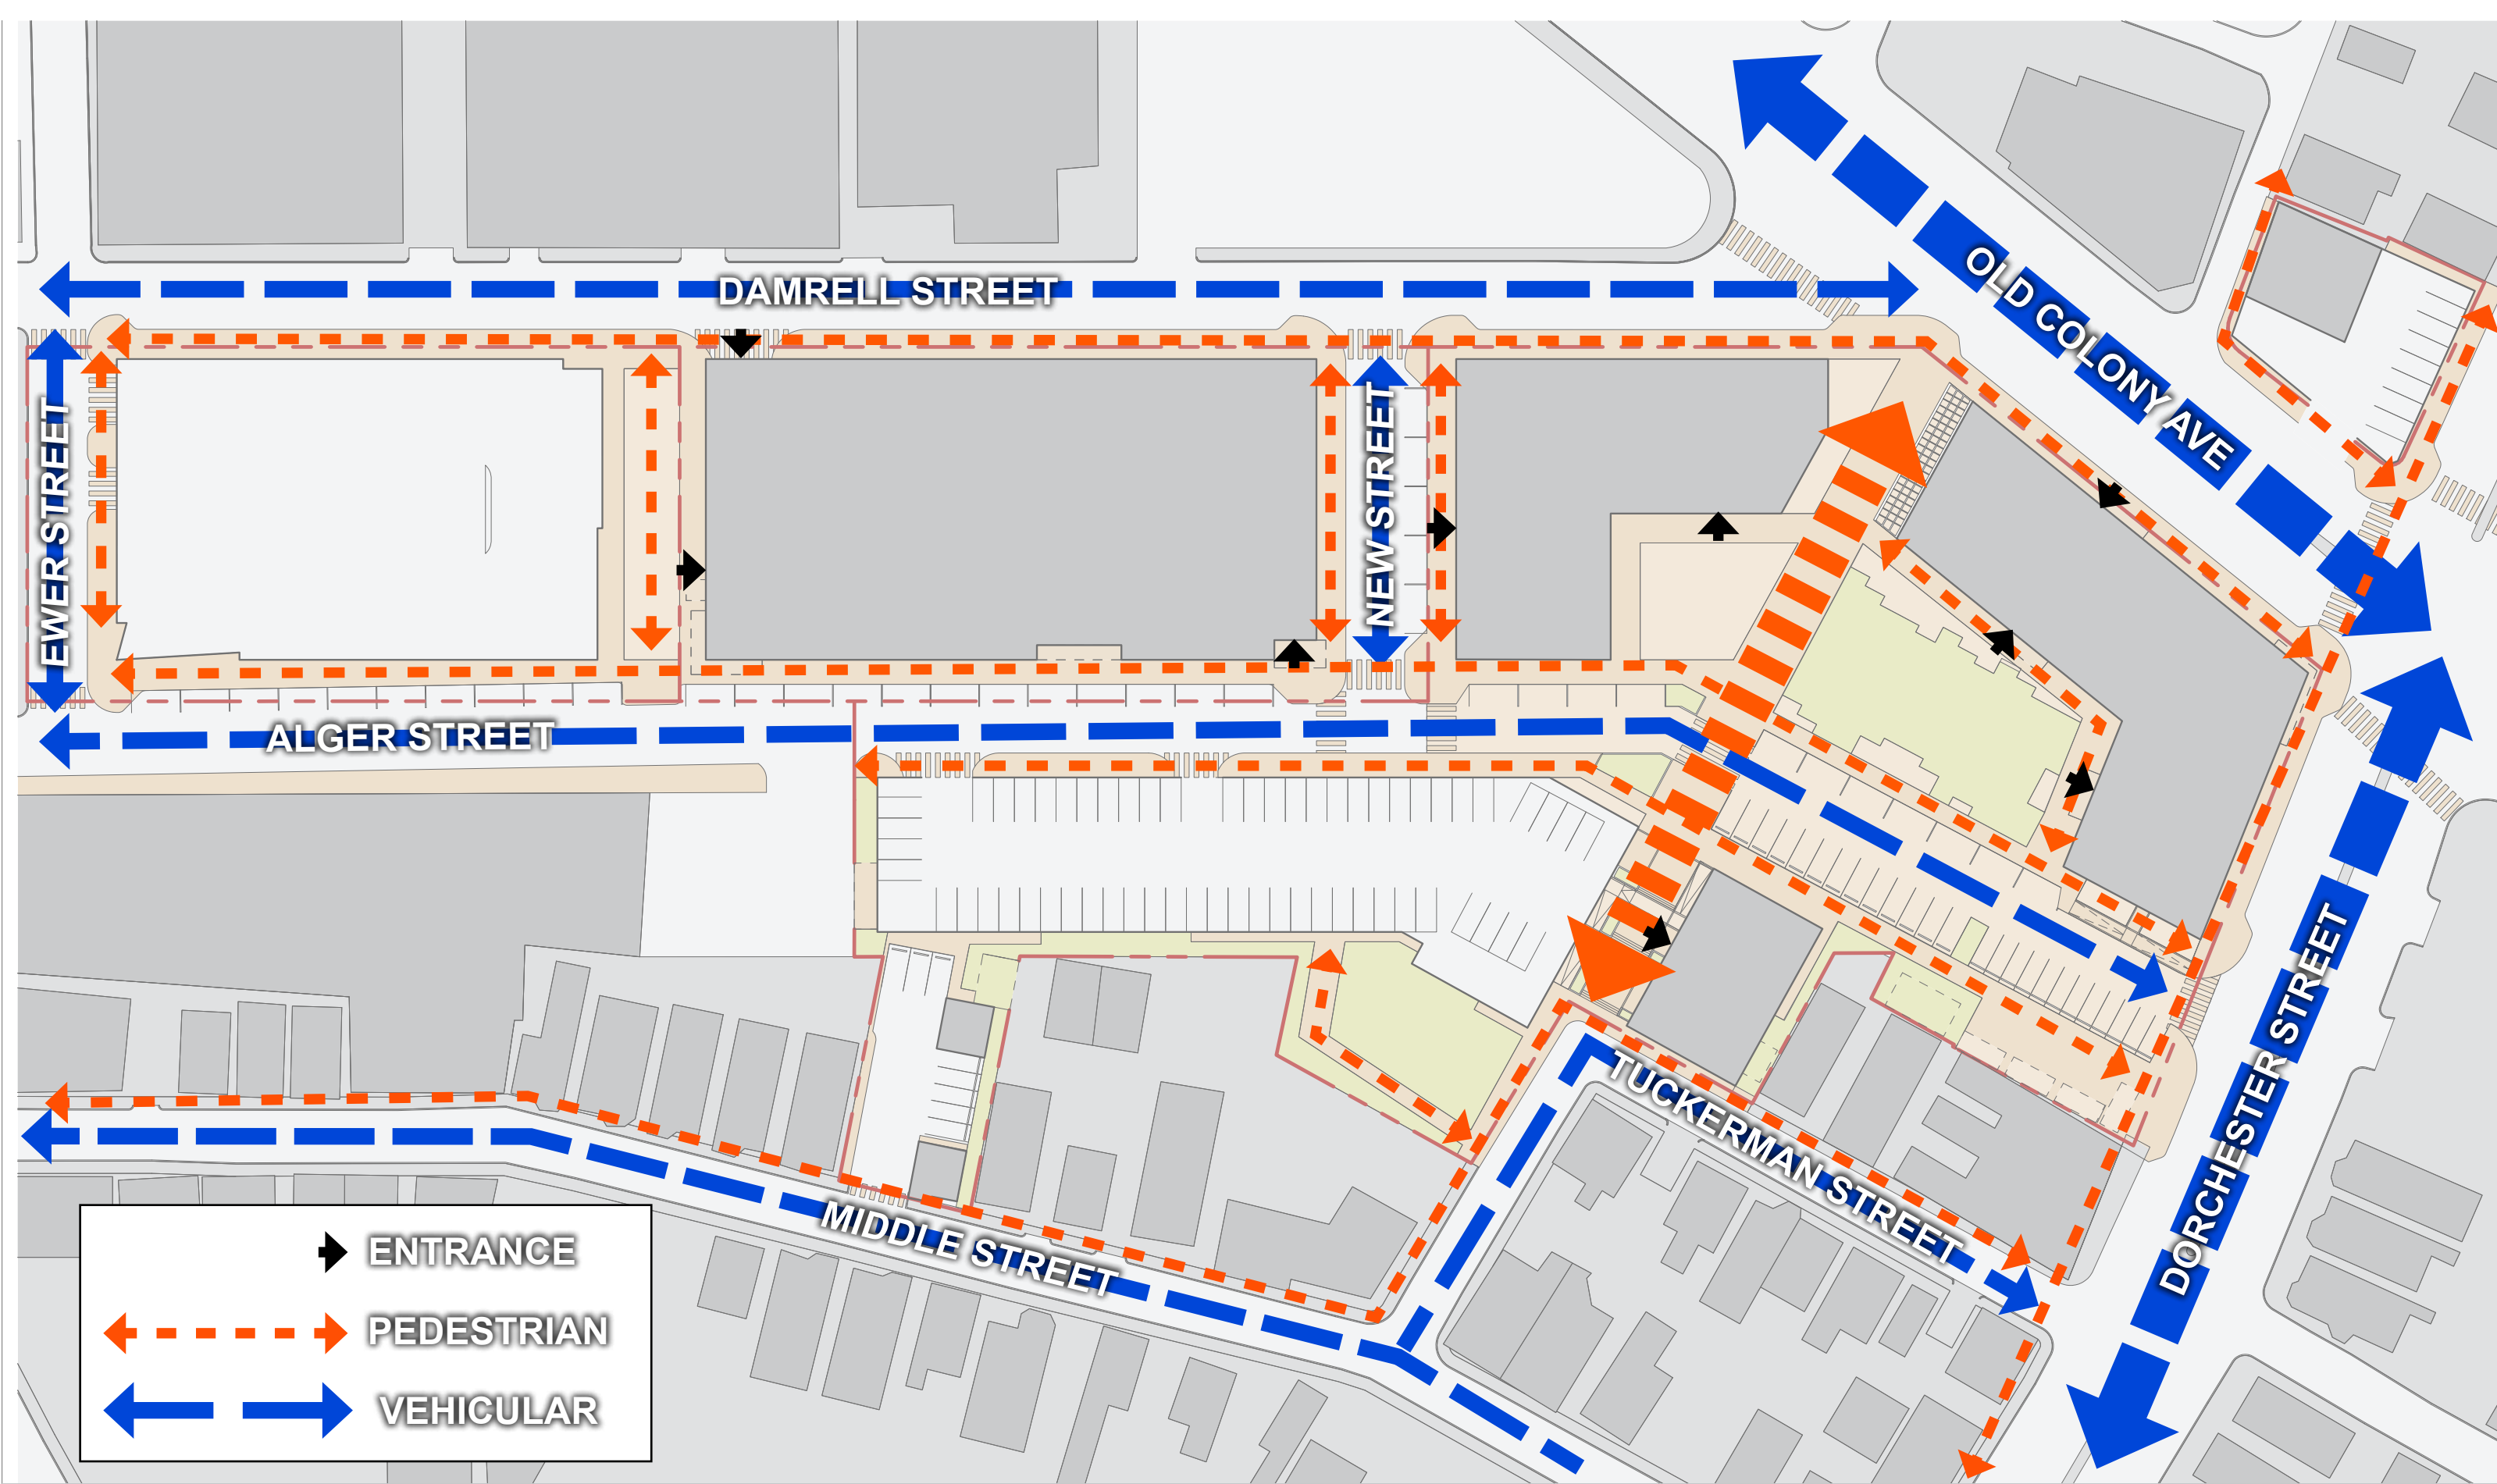 DAMRELL STREET
OLD COLONY AVE
EWER STREET
NEW STREET
ALGER STREET
DORCHESTER STREET
TUCKERMAN STREET
MIDDLE STREET
ENTRANCE
PEDESTRIAN
VEHICULAR